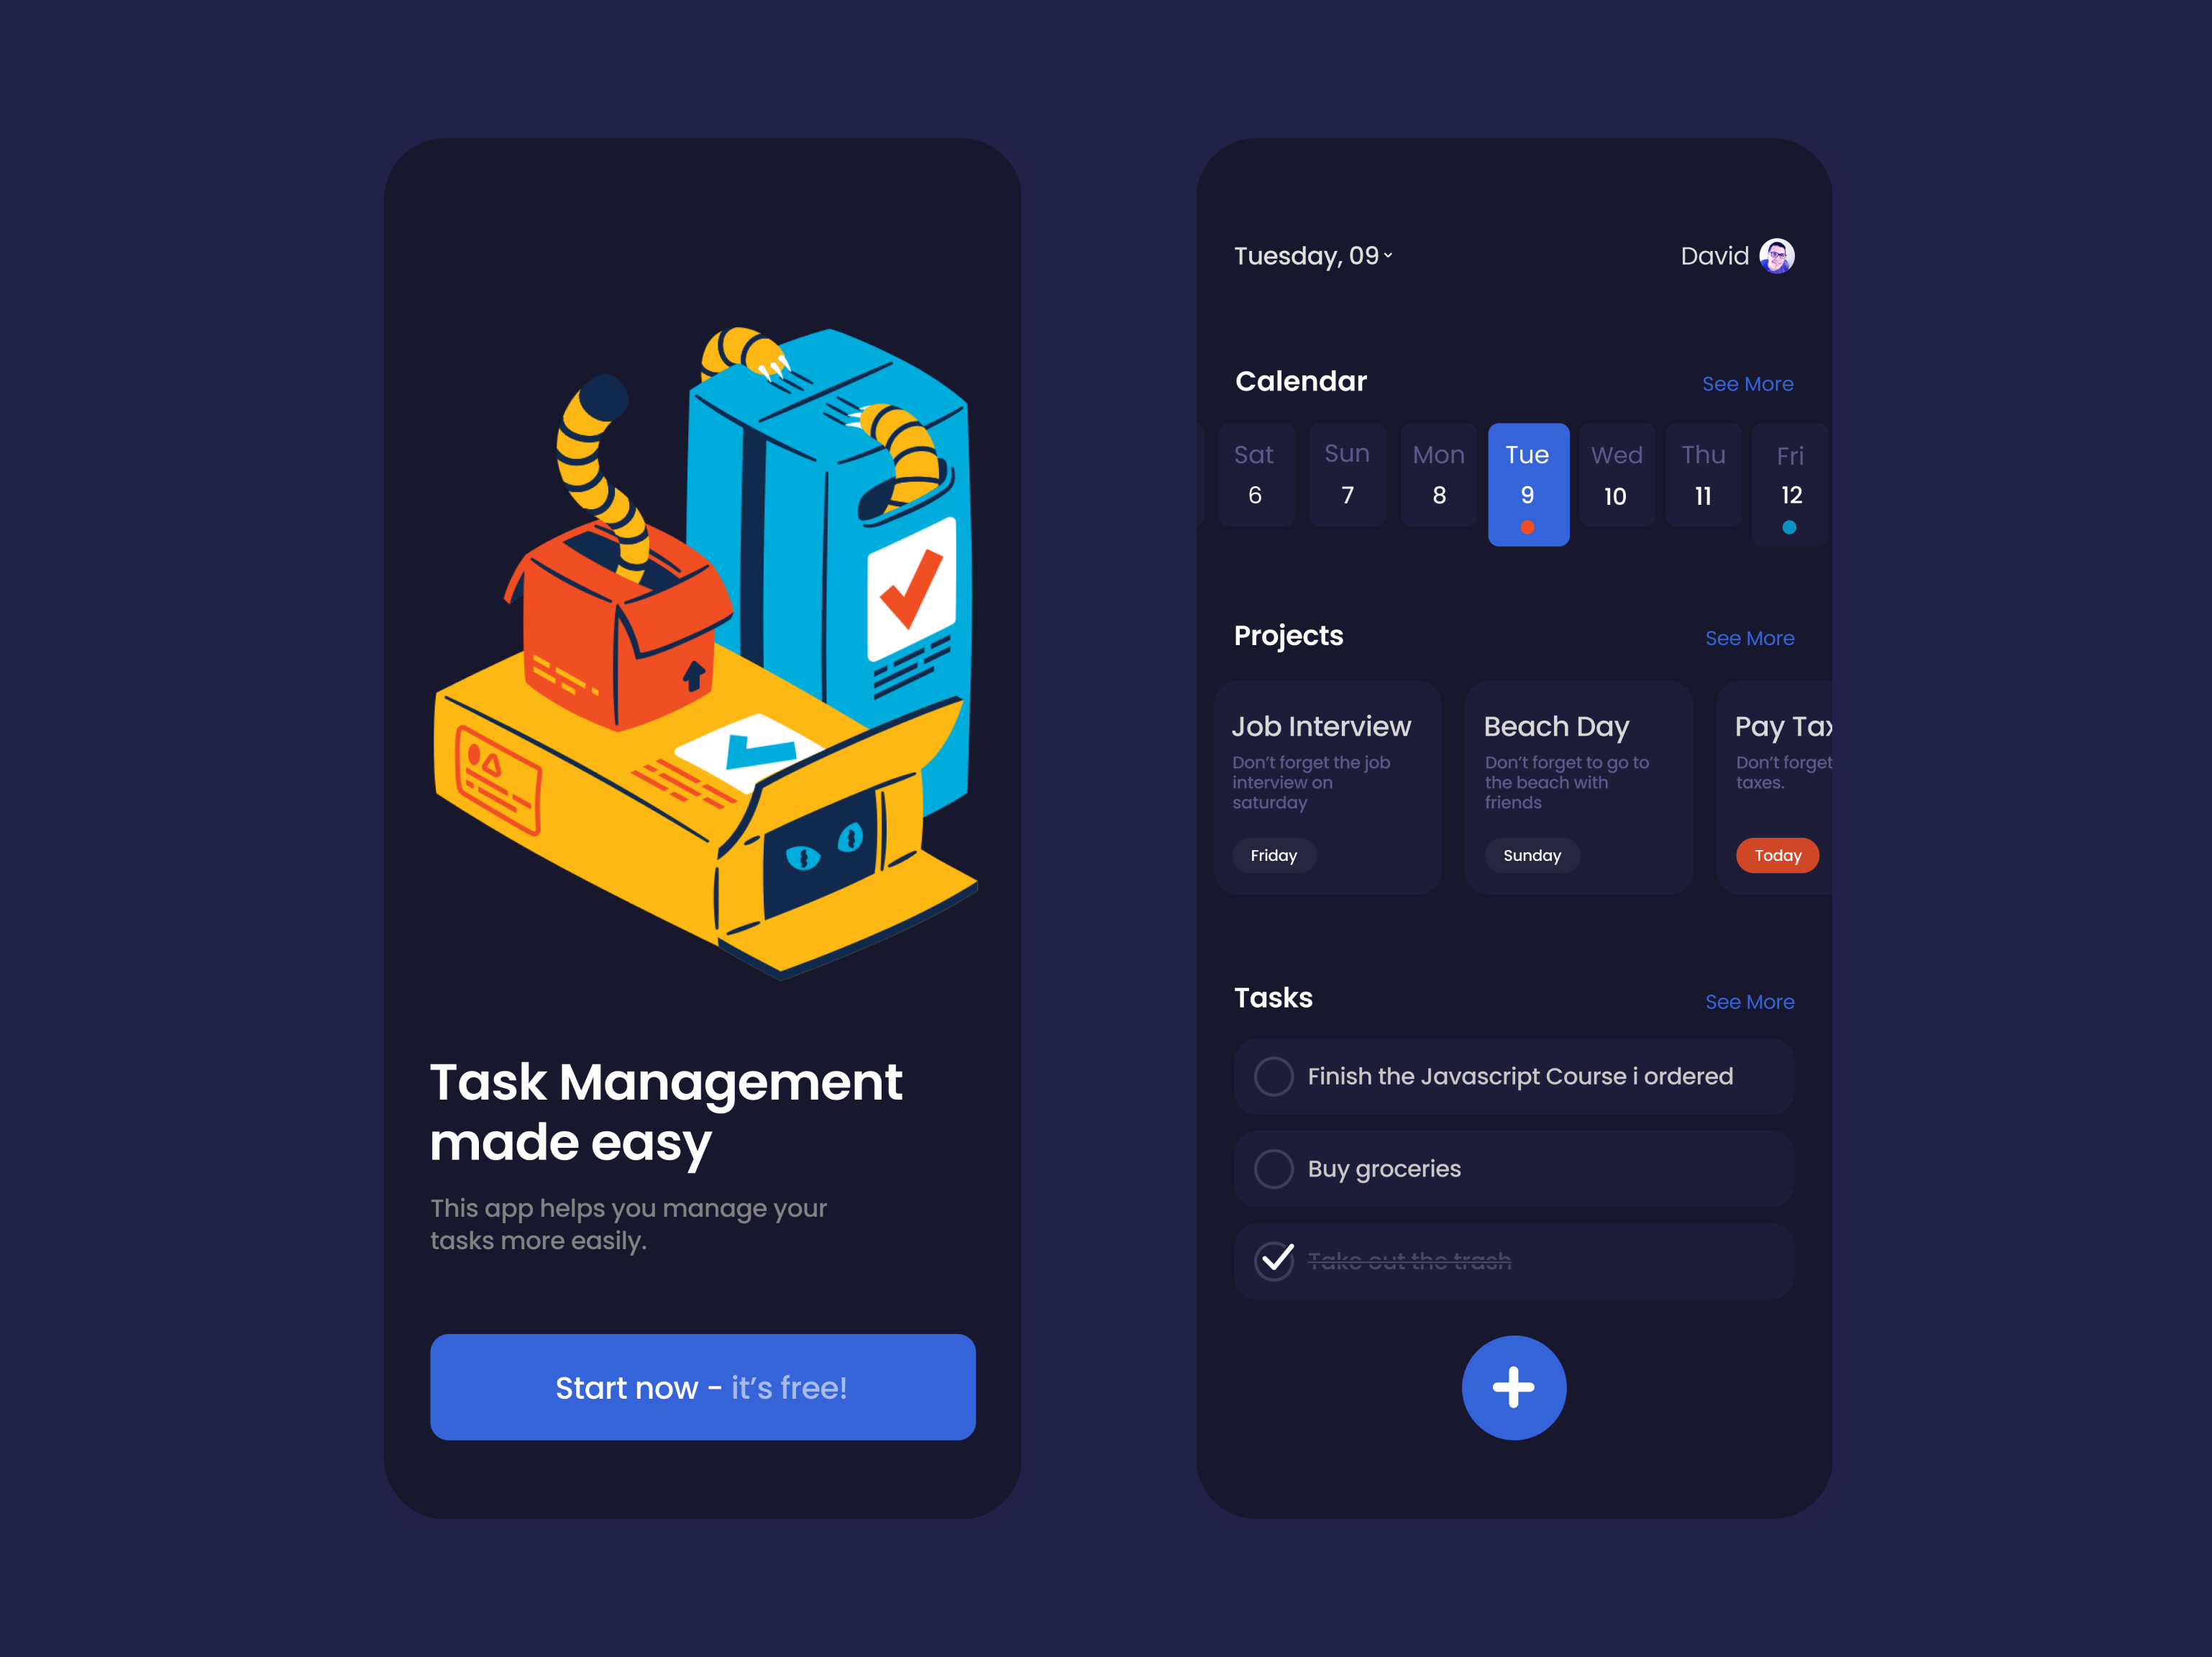 Task Management
made easy
This app helps you manage your
tasks more easily.
Start now - it's free!
Tuesday, 09
David
Calendar
See More
Sat
Sun
Mon
Tue
Wed
Thu
Fri
6
7
8
9
10
11
12
Projects
See More
Job Interview
Don't forget the job
interview on
saturday
Friday
Beach Day
Don't forget to go to
the beach with
friends
Sunday
Pay Tax
Don't forget
taxes.
Today
Tasks
See More
Finish the Javascript Course i ordered
Buy groceries
Take out the trash